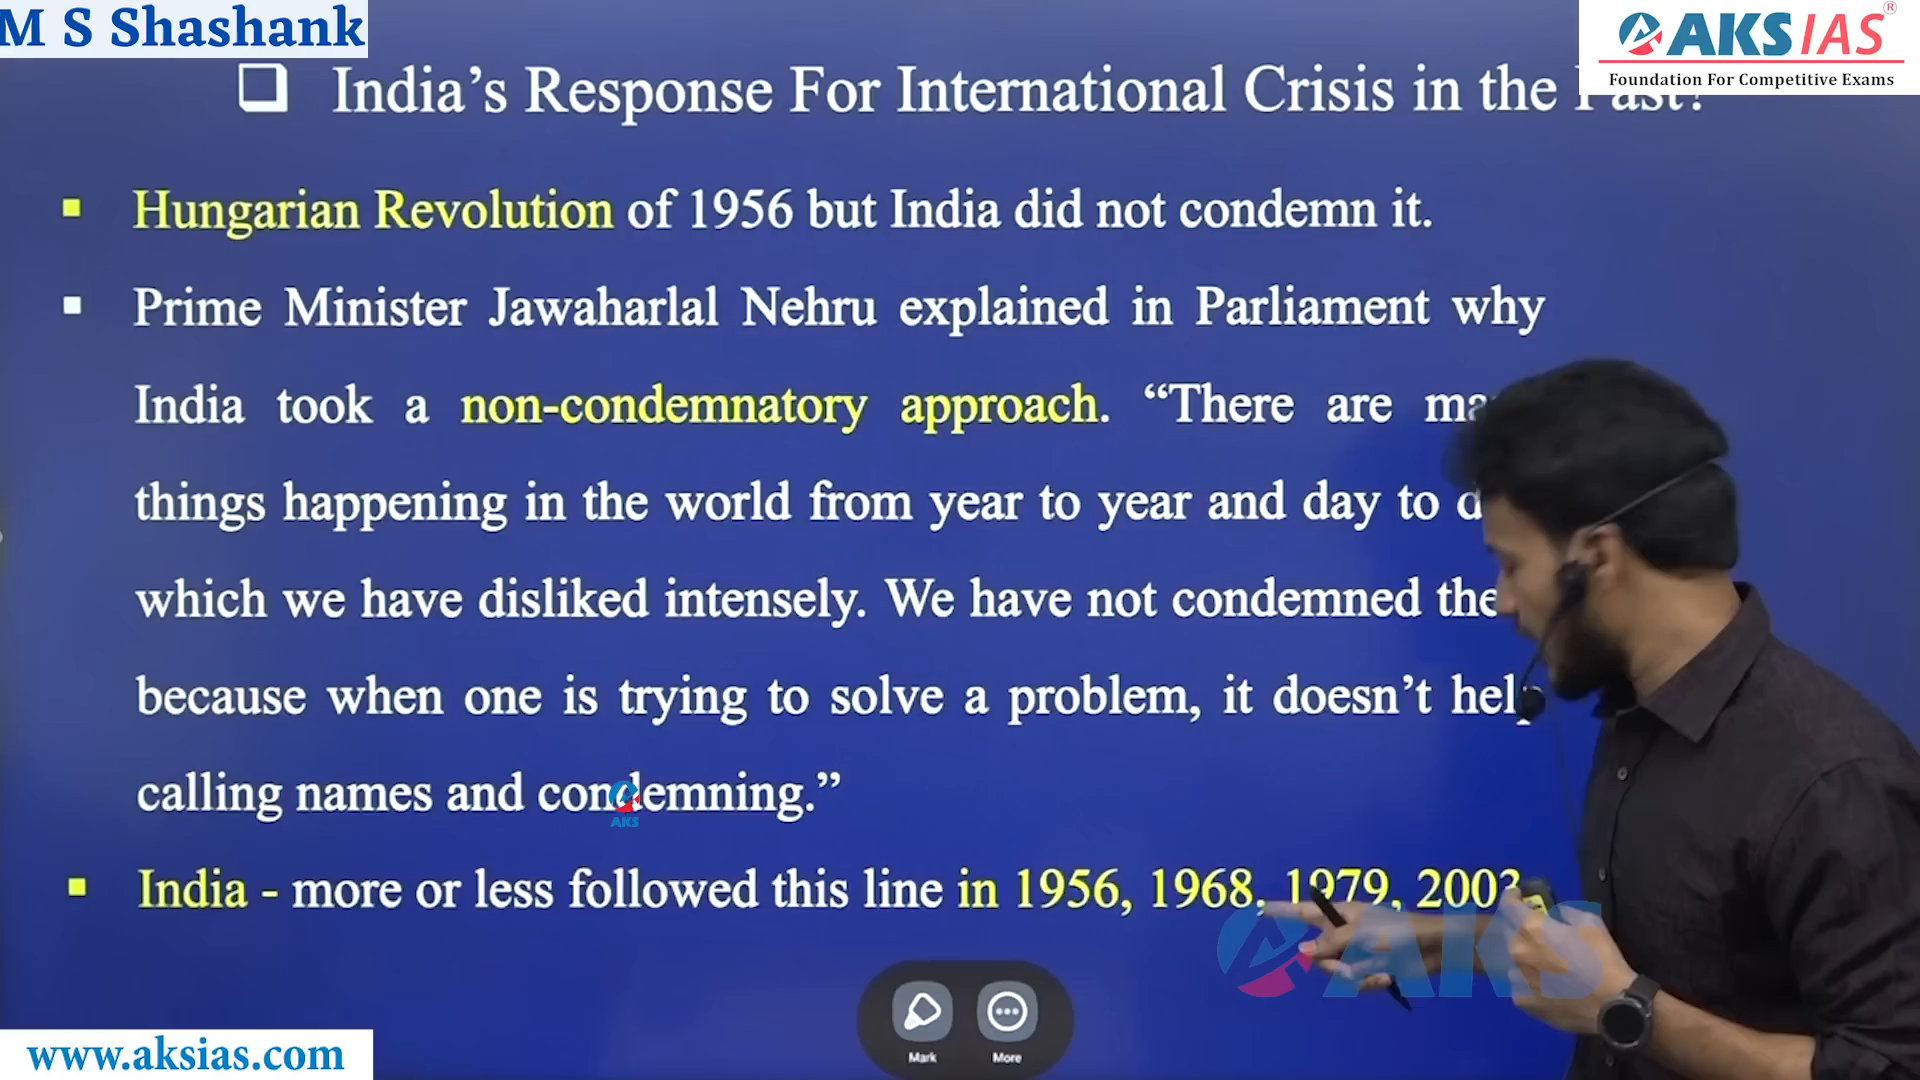 M S Shashank
AKS IAS®
Foundation For Competitive Exams
India’s Response For International Crisis in the Past?
Hungarian Revolution of 1956 but India did not condemn it.
Prime Minister Jawaharlal Nehru explained in Parliament why
India took a non-condemnatory approach. “There are
things happening in the world from year to year and day to
which we have disliked intensely. We have not condemned
because when one is trying to solve a problem, it doesn’t help
calling names and condemning.”
AKS
India - more or less followed this line in 1956, 1968, 1979, 2003
AKS
Mark
More
www.aksias.com